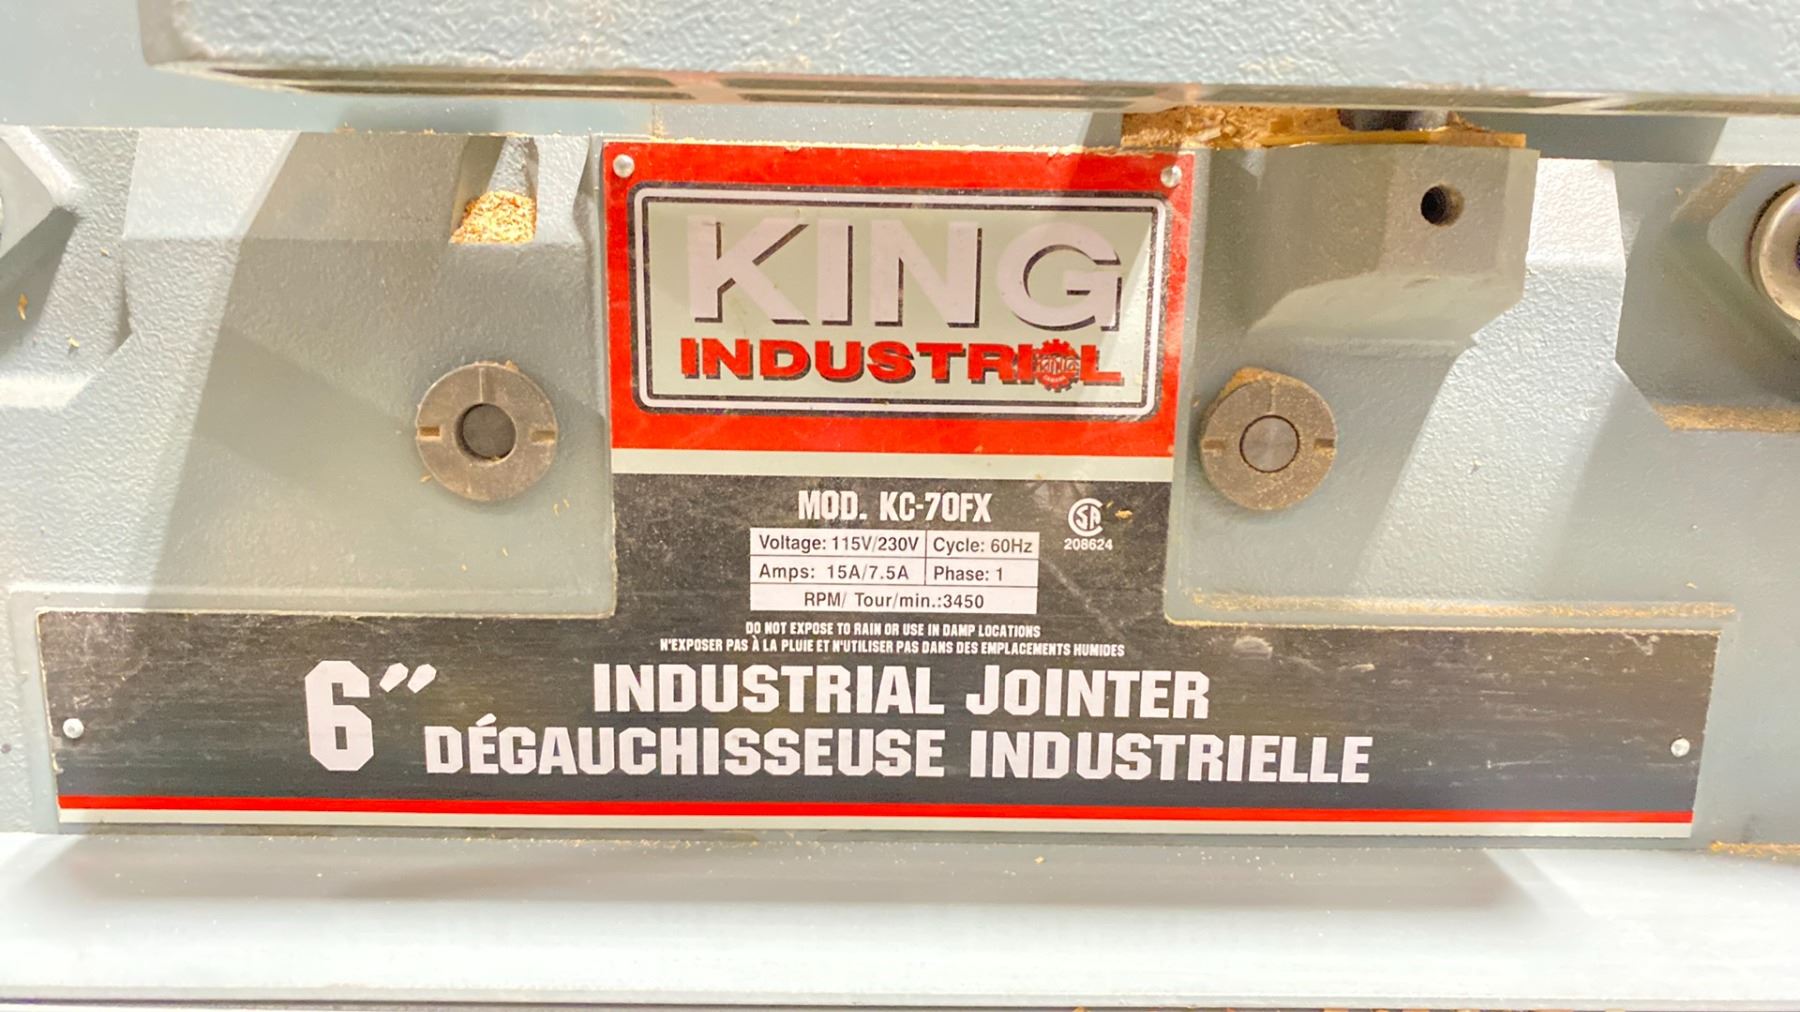 KING
INDUSTRIAL
MOD. KC-70FX
Voltage: 115V/230V Cycle: 60Hz
Amps: 15A/7.5A Phase: 1
RPM/ Tour/min.:3450
SA
208624
DO NOT EXPOSE TO RAIN OR USE IN DAMP LOCATIONS
N'EXPOSER PAS À LA PLUIE ET N'UTILISER PAS DANS DES EMPLACEMENTS HUMIDES
6" INDUSTRIAL JOINTER
DÉGAUCHISSEUSE INDUSTRIELLE